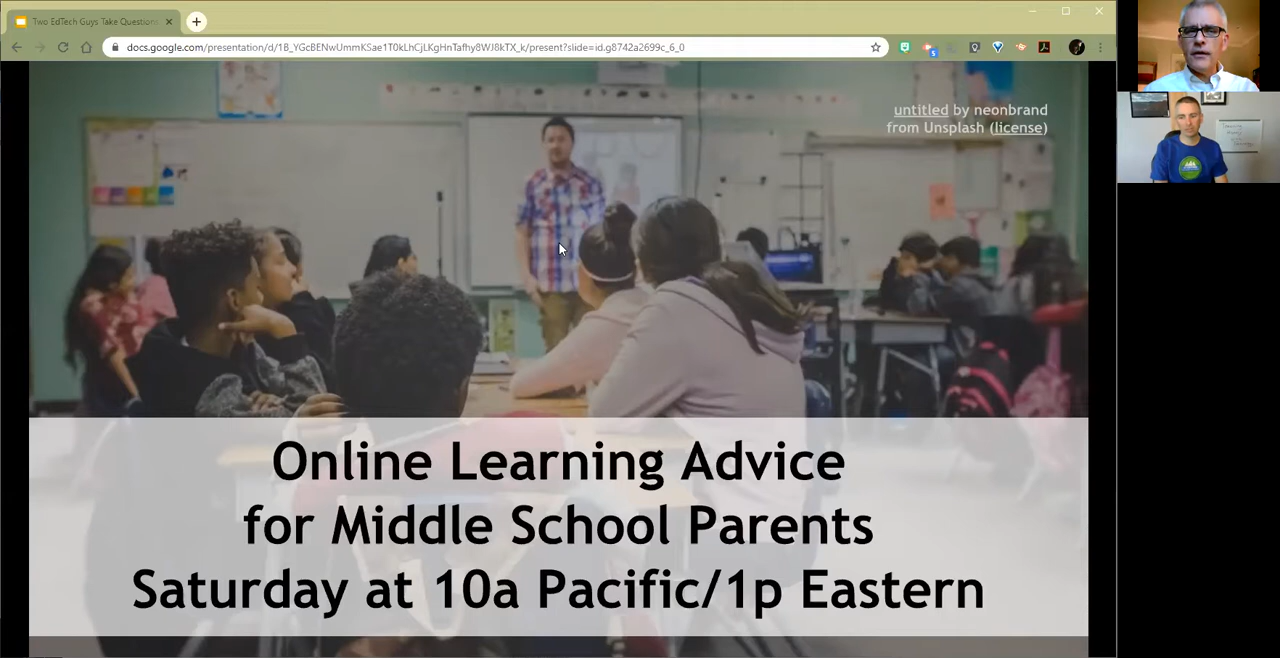 Two EdTech Guys Take Questions
docs.google.com/presentation/d/1B_YGcBENwUmmKSae1T0kLhCjLKgHnTafhy8WJ8kTX_k/present?slide=id.g8742a2699c_6_0
untitled by neonbrand
from Unsplash (license)
Online Learning Advice
for Middle School Parents
Saturday at 10a Pacific/1p Eastern